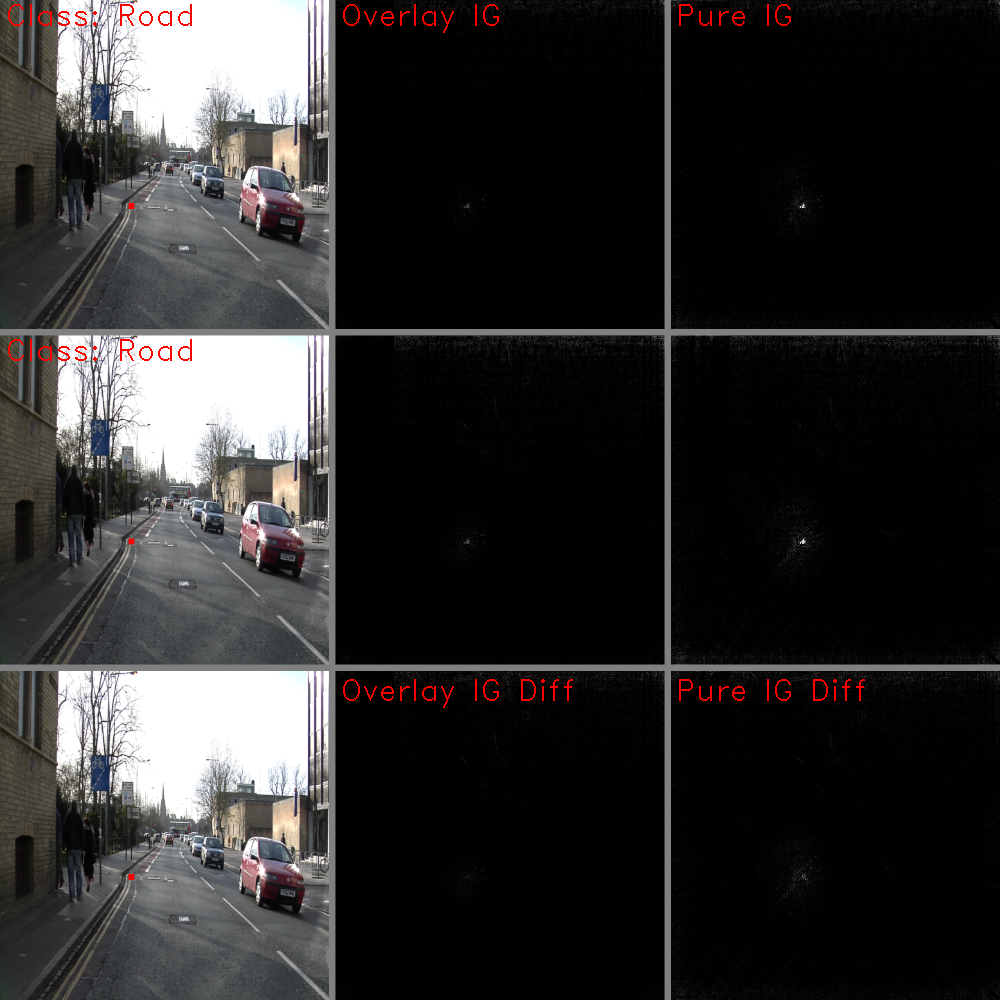 Class: Road
Overlay IG
Pure IG
Class: Road
Overlay IG Diff
Pure IG Diff